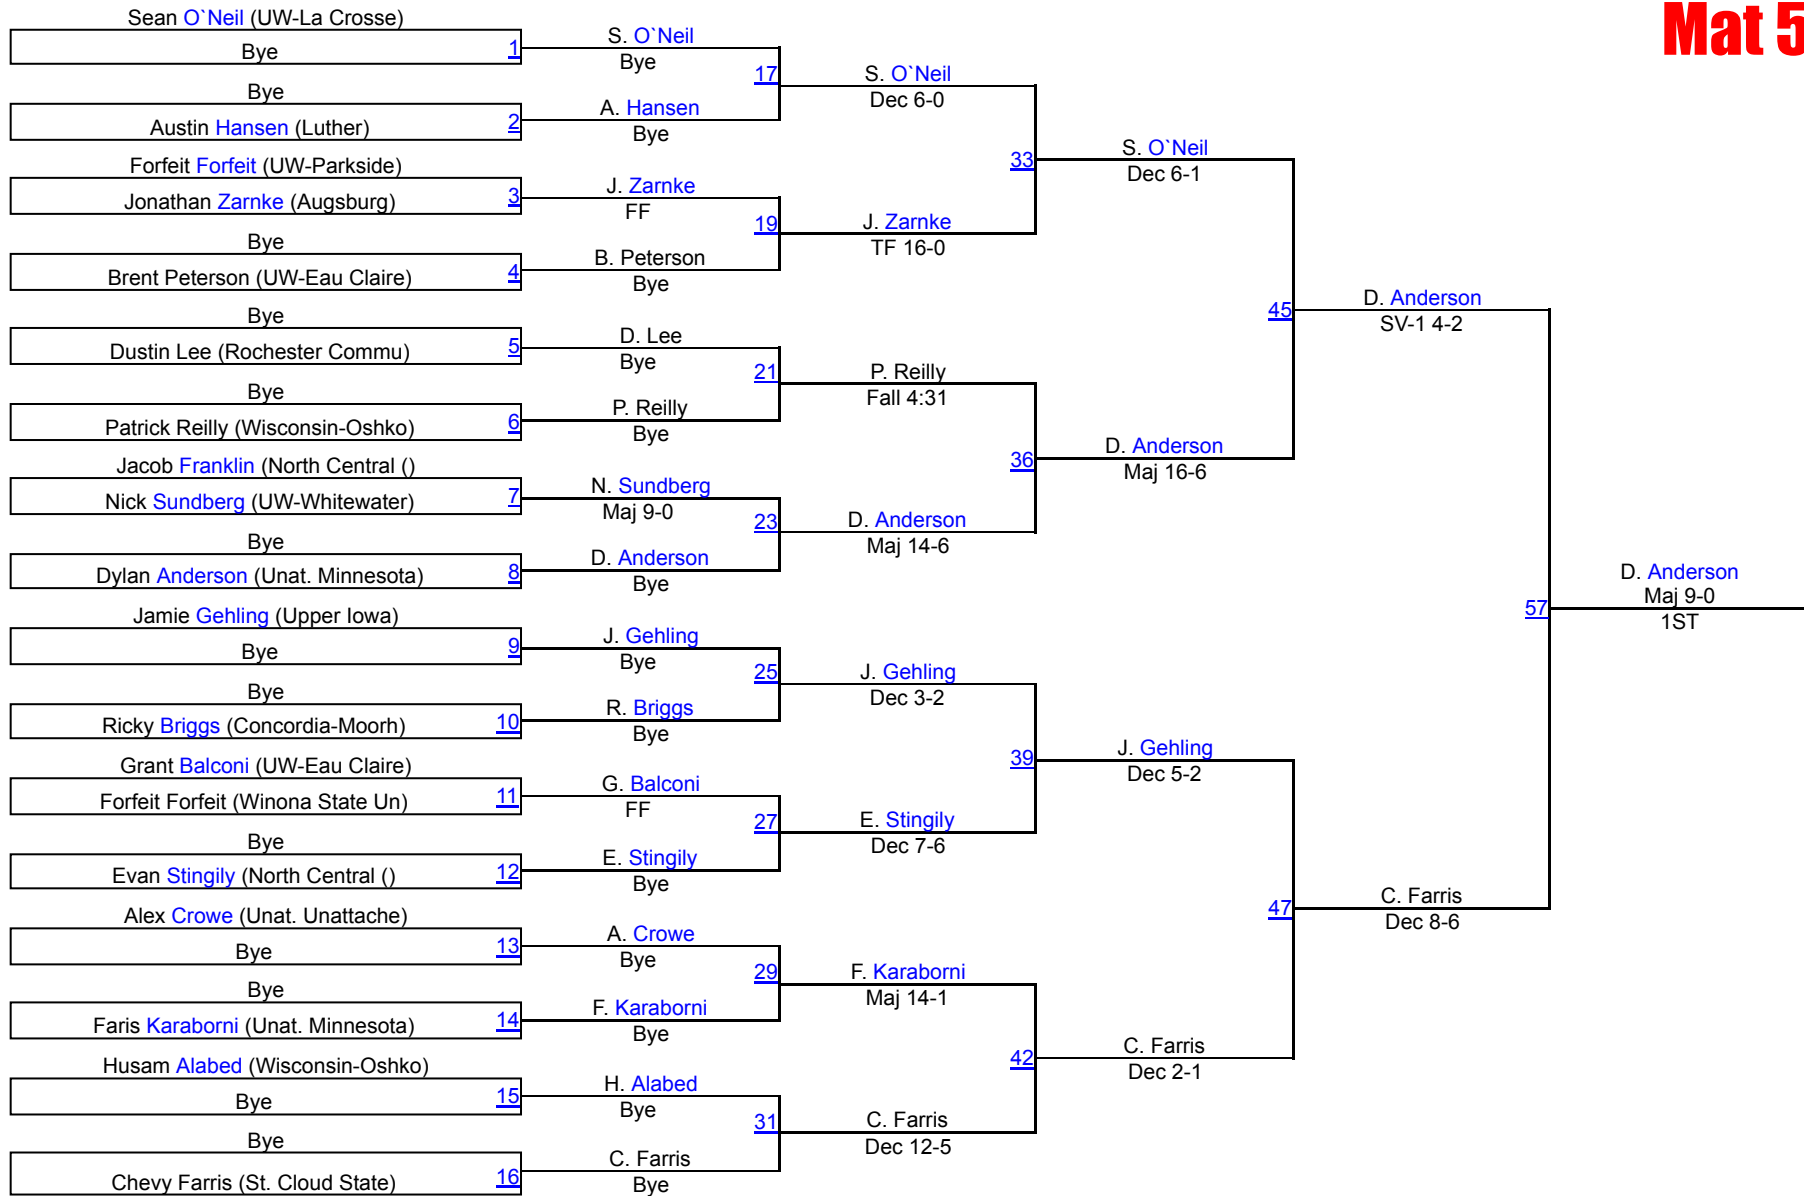 Mat 5
Sean O`Neil (UW-La Crosse)
Bye
1
Bye
Austin Hansen (Luther)
2
Forfeit Forfeit (UW-Parkside)
Jonathan Zarnke (Augsburg)
3
Bye
Brent Peterson (UW-Eau Claire)
4
Bye
Dustin Lee (Rochester Commu)
5
Bye
Patrick Reilly (Wisconsin-Oshko)
6
Jacob Franklin (North Central ()
Nick Sundberg (UW-Whitewater)
7
Bye
Dylan Anderson (Unat. Minnesota)
8
Jamie Gehling (Upper Iowa)
Bye
9
Bye
Ricky Briggs (Concordia-Moorh)
10
Grant Balconi (UW-Eau Claire)
Forfeit Forfeit (Winona State Un)
11
Bye
Evan Stingily (North Central ()
12
Alex Crowe (Unat. Unattache)
Bye
13
Bye
Faris Karaborni (Unat. Minnesota)
14
Husam Alabed (Wisconsin-Oshko)
Bye
15
Bye
Chevy Farris (St. Cloud State)
16
S. O`Neil
Bye
17
A. Hansen
Bye
J. Zarnke
FF
19
B. Peterson
Bye
D. Lee
Bye
21
P. Reilly
Bye
N. Sundberg
Maj 9-0
23
D. Anderson
Bye
J. Gehling
Bye
25
R. Briggs
Bye
G. Balconi
FF
27
E. Stingily
Bye
A. Crowe
Bye
29
F. Karaborni
Bye
H. Alabed
Bye
31
C. Farris
Bye
S. O`Neil
Dec 6-0
33
J. Zarnke
TF 16-0
P. Reilly
Fall 4:31
36
D. Anderson
Maj 14-6
J. Gehling
Dec 3-2
39
E. Stingily
Dec 7-6
F. Karaborni
Maj 14-1
42
C. Farris
Dec 12-5
S. O`Neil
Dec 6-1
45
D. Anderson
Maj 16-6
J. Gehling
Dec 5-2
47
C. Farris
Dec 2-1
D. Anderson
SV-1 4-2
57
C. Farris
Dec 8-6
D. Anderson
Maj 9-0
1ST